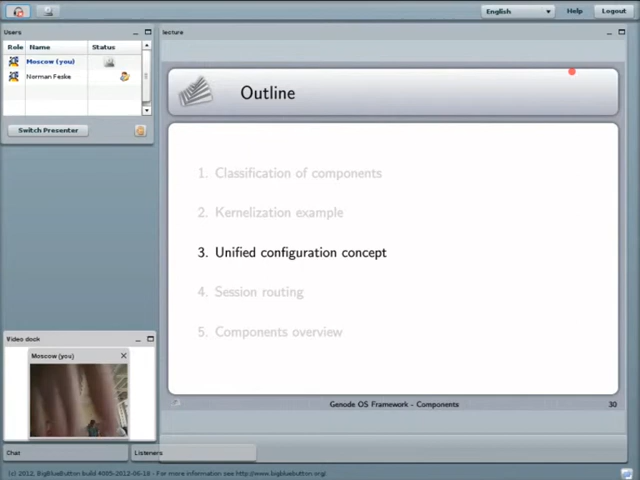 English
Help
Logout
Users
Role Name Status
Moscow (you)
Norman Feske
Switch Presenter
lecture
Outline
1. Classification of components
2. Kernelization example
3. Unified configuration concept
4. Session routing
5. Components overview
Genode OS Framework - Components 30
Video dock
Moscow (you)
Chat
Listeners
(c) 2012, BigBlueButton build 4005-2012-06-18 - For more information see http://www.bigbluebutton.org/